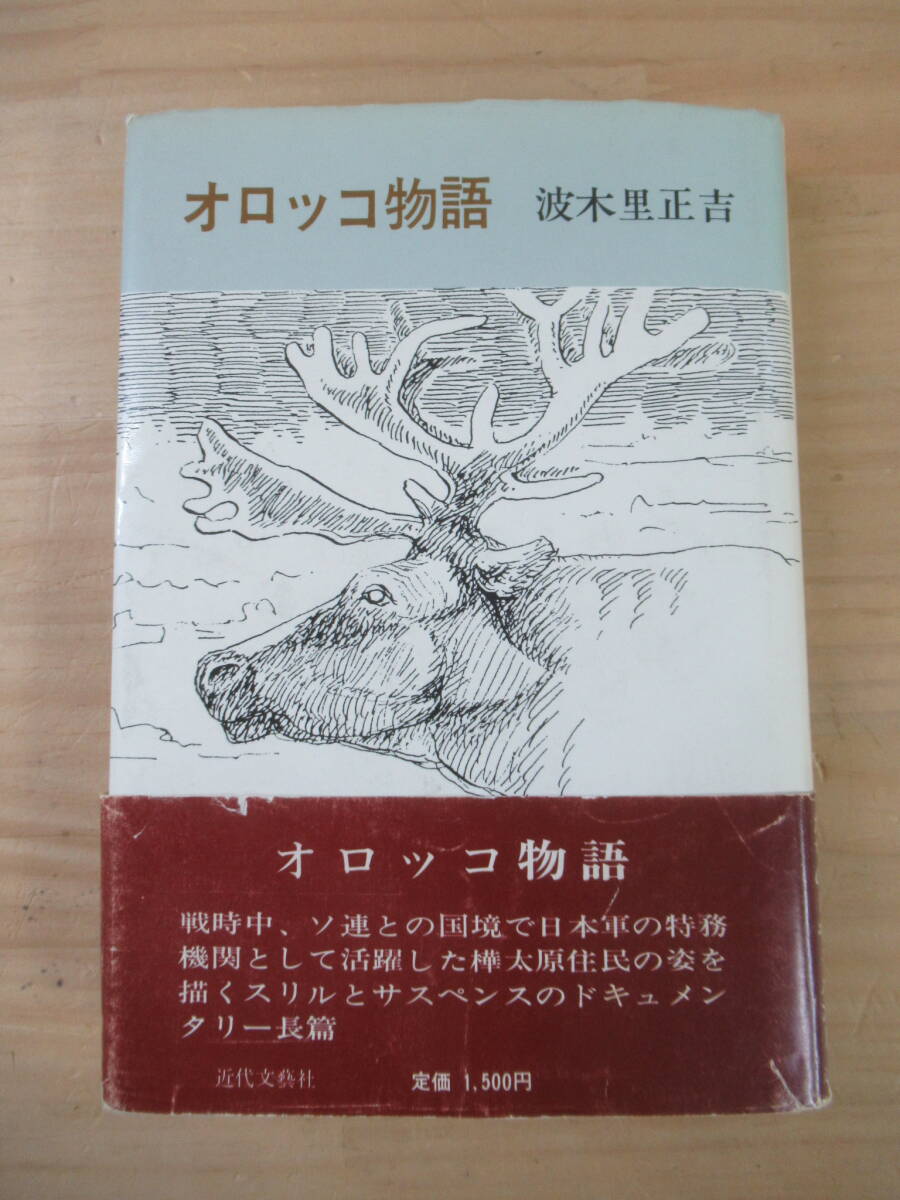 オロッコ物語 波木里正吉
オロッコ物語
戦時中、ソ連との国境で日本軍の特務
機関として活躍した樺太原住民の姿を
描くスリルとサスペンスのドキュメン
タリー長篇
近代文藝社 定価 1,500円